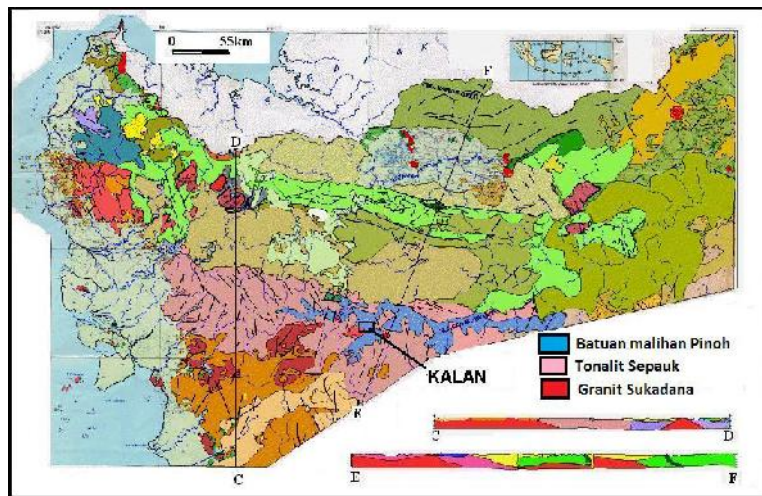 0 55km
F
D
KALAN
Batuan malihan Pinoh
Tonalit Sepauk
Granit Sukadana
E
C D
C
E F